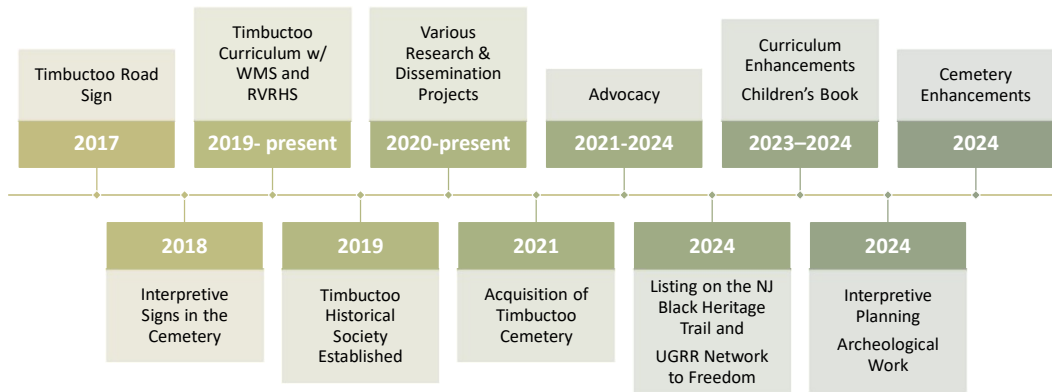 Timbuctoo Road
Sign
2017
2018
Interpretive
Signs in the
Cemetery
Timbuctoo
Curriculum w/
WMS and
RVRHS
2019- present
2019
Timbuctoo
Historical
Society
Established
Various
Research &
Dissemination
Projects
2020-present
2021
Acquisition of
Timbuctoo
Cemetery
Advocacy
2021-2024
2024
Listing on the NJ
Black Heritage
Trail and
UGRR Network
to Freedom
Curriculum
Enhancements
Children's Book
2023–2024
2024
Interpretive
Planning
Archeological
Work
Cemetery
Enhancements
2024